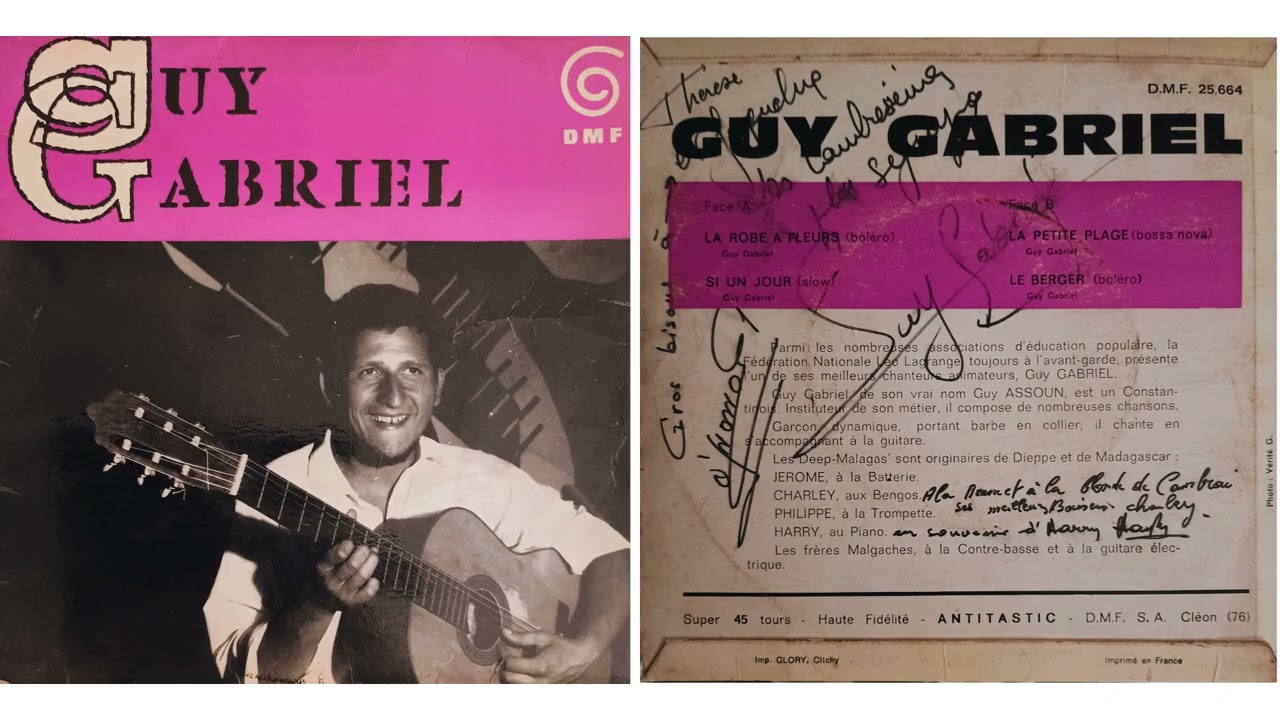 GUY
GABRIEL
DMF
D.M.F. 25.664
Thérèse
GUY GABRIEL
Face A
LA ROBE A FLEURS (boléro)
Guy Gabriel
SI UN JOUR (slow)
Guy Gabriel
Face B
LA PETITE PLAGE (bossa nova)
Guy Gabriel
LE BERGER (boléro)
Guy Gabriel
Guy Gabriel
Gros bisous à
Parmi les nombreuses associations d'éducation populaire, la
Fédération Nationale Léo Lagrange toujours à l'avant-garde, présente
l'un de ses meilleurs chanteurs animateurs, Guy GABRIEL.
Guy Gabriel, de son vrai nom Guy ASSOUN, est un Constan-
tinois. Instituteur de son métier, il compose de nombreuses chansons.
Garcon dynamique, portant barbe en collier, il chante en
s'accompagnant à la guitare.
Les Deep-Malagas' sont originaires de Dieppe et de Madagascar :
JEROME, à la Batterie.
CHARLEY, aux Bengos. A la
PHILIPPE, à la Trompette. ses meilleurs charley
HARRY, au Piano. en souvenir d'Harry
Les frères Malgaches, à la Contre-basse et à la guitare élec-
trique.
Photo : Verité G.
Super 45 tours - Haute Fidélité - ANTITASTIC - D.M.F. S.A. Cléon (76)
Imp. GLORY, Clichy
Imprimé en France